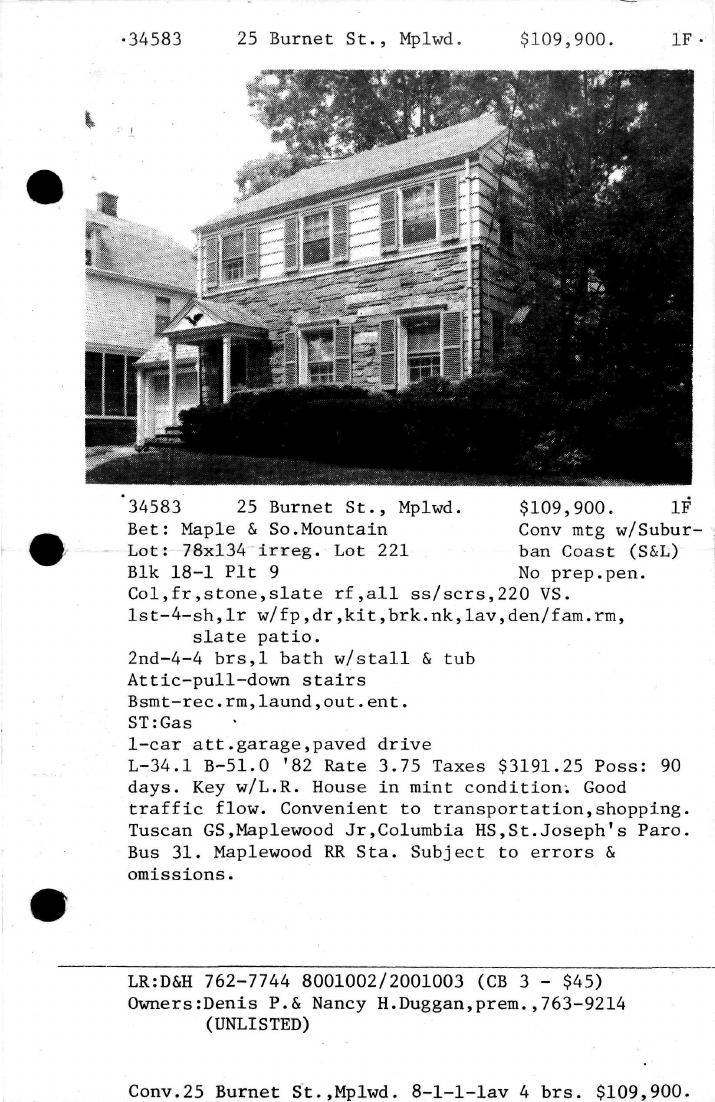 ·34583 25 Burnet St., Mplwd. $109,900. 1F·
34583 25 Burnet St., Mplwd. $109,900. 1F
Bet: Maple & So.Mountain Conv mtg w/Subur-
Lot: 78x134 irreg. Lot 221 ban Coast (S&L)
Blk 18-1 Plt 9 No prep.pen.
Col,fr,stone,slate rf,all ss/scrs,220 VS.
1st-4-sh,lr w/fp,dr,kit,brk.nk,lav,den/fam.rm,
slate patio.
2nd-4-4 brs,1 bath w/stall & tub
Attic-pull-down stairs
Bsmt-rec.rm,laund,out.ent.
ST:Gas
1-car att.garage,paved drive
L-34.1 B-51.0 '82 Rate 3.75 Taxes $3191.25 Poss: 90
days. Key w/L.R. House in mint condition. Good
traffic flow. Convenient to transportation,shopping.
Tuscan GS,Maplewood Jr,Columbia HS,St.Joseph's Paro.
Bus 31. Maplewood RR Sta. Subject to errors &
omissions.
LR:D&H 762-7744 8001002/2001003 (CB 3 - $45)
Owners:Denis P.& Nancy H.Duggan,prem.,763-9214
(UNLISTED)
Conv.25 Burnet St.,Mplwd. 8-1-1-lav 4 brs. $109,900.